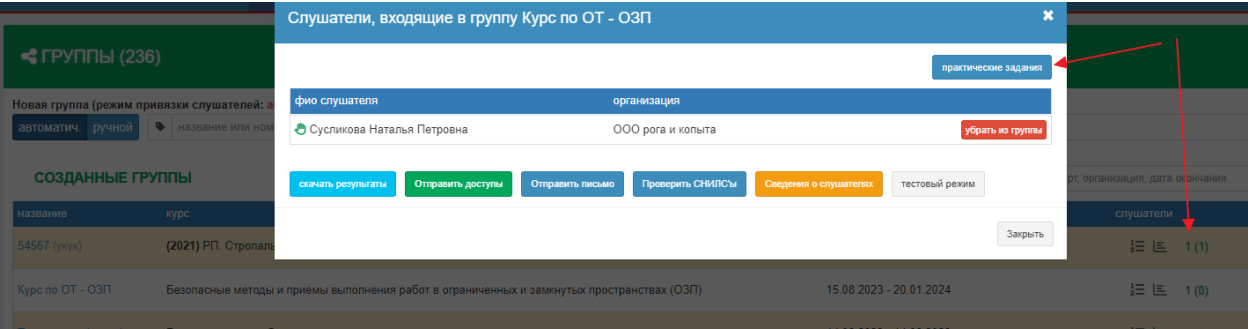 Слушатели, входящие в группу Курс по ОТ - ОЗП
ГРУППЫ (236)
практические задания
Новая группа (режим привязки слушателей:
автоматич. ручной название или ном
фио слушателя организация
Сусликова Наталья Петровна ООО рога и копыта убрать из группы
скачать результаты Отправить доступы Отправить письмо Проверить СНИЛС'ы Сведения о слушателях тестовый режим
СОЗДАННЫЕ ГРУППЫ
организация, дата окончания
название курс слушатели
Закрыть
54567 (укук) (2021) РП. Стропаль 1 (1)
Курс по ОТ - ОЗП Безопасные методы и приемы выполнения работ в ограниченных и замкнутых пространствах (ОЗП) 15.08.2023 - 20.01.2024 1 (0)